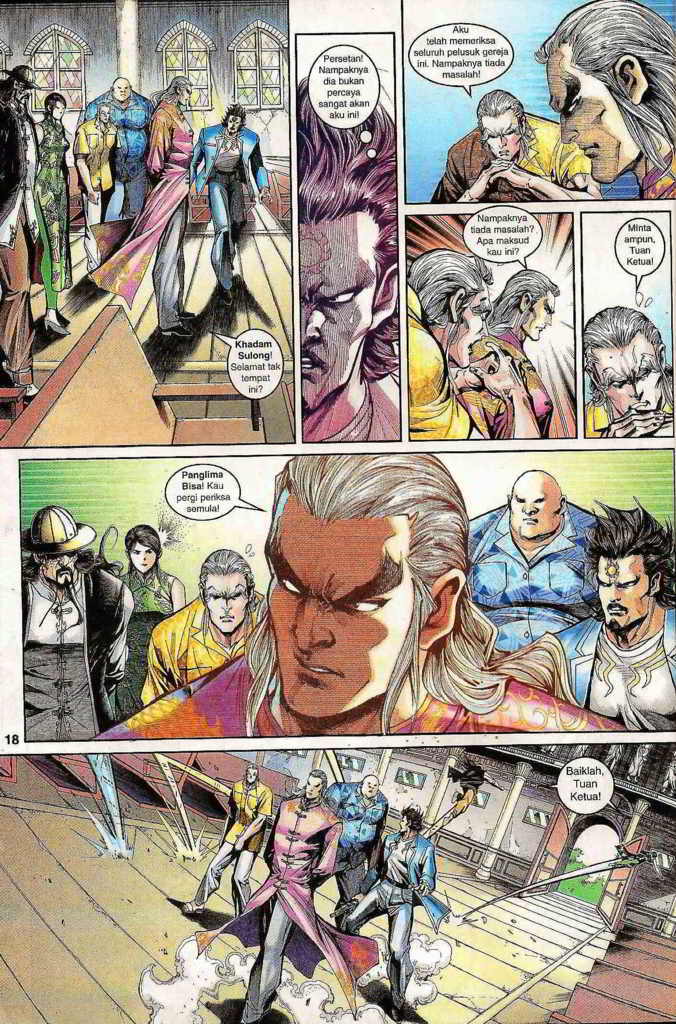 Khadam
Sulong!
Selamat tak
tempat
ini?
Persetan!
Nampaknya
dia bukan
percaya
sangat akan
aku ini!
Aku
telah memeriksa
seluruh pelusuk gereja
ini. Nampaknya tiada
masalah!
Nampaknya
tiada masalah?
Apa maksud
kau ini?
Minta
ampun,
Tuan
Ketua!
Panglima
Bisa! Kau
pergi periksa
semula!
18
Baiklah,
Tuan
Ketua!